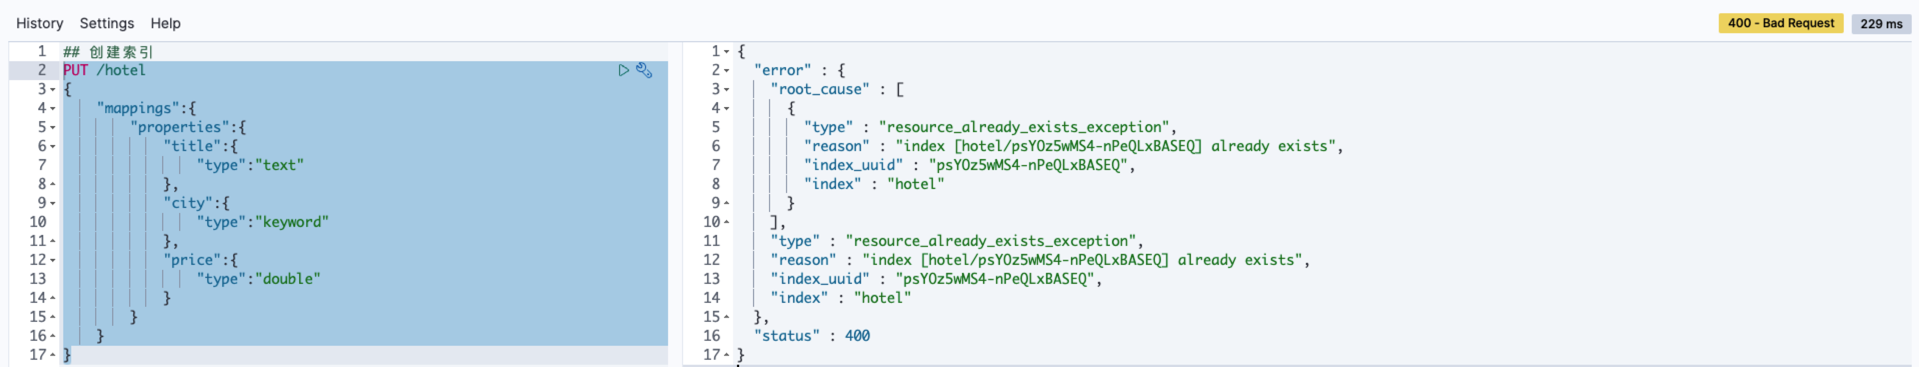 History Settings Help
400 - Bad Request 229 ms
1 ## 创建索引
2 PUT /hotel
3 {
4 "mappings":{
5 "properties":{
6 "title":{
7 "type":"text"
8 },
9 "city":{
10 "type":"keyword"
11 },
12 "price":{
13 "type":"double"
14 }
15 }
16 }
17 }
1 {
2 "error" : {
3 "root_cause" : [
4 {
5 "type" : "resource_already_exists_exception",
6 "reason" : "index [hotel/psYOz5wMS4-nPeQLxBASEQ] already exists",
7 "index_uuid" : "psYOz5wMS4-nPeQLxBASEQ",
8 "index" : "hotel"
9 }
10 ],
11 "type" : "resource_already_exists_exception",
12 "reason" : "index [hotel/psYOz5wMS4-nPeQLxBASEQ] already exists",
13 "index_uuid" : "psYOz5wMS4-nPeQLxBASEQ",
14 "index" : "hotel"
15 },
16 "status" : 400
17 }